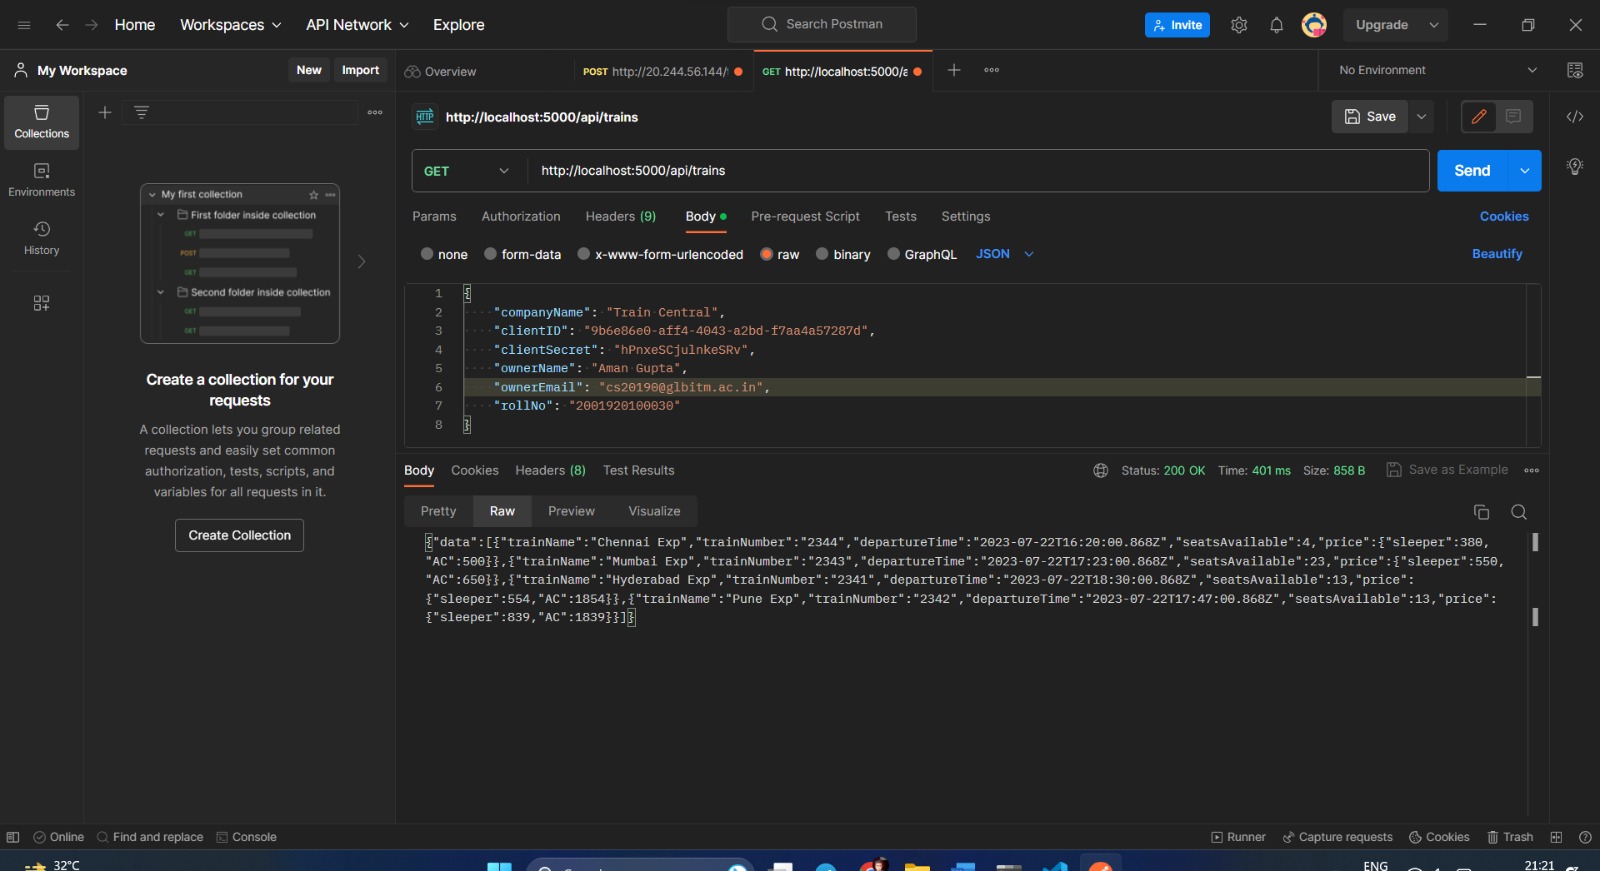 Home Workspaces API Network Explore
Search Postman
Invite Upgrade
My Workspace New Import
Overview POST http://20.244.56.144/ GET http://localhost:5000/a
No Environment
Collections
Environments
History
My first collection
First folder inside collection
GET
POST
GET
Second folder inside collection
GET
GET
Create a collection for your
requests
A collection lets you group related
requests and easily set common
authorization, tests, scripts, and
variables for all requests in it.
Create Collection
HTTP http://localhost:5000/api/trains
Save
GET http://localhost:5000/api/trains
Send
Params Authorization Headers (9) Body Pre-request Script Tests Settings Cookies
none form-data x-www-form-urlencoded raw binary GraphQL JSON Beautify
1 {
2 "companyName": "Train Central",
3 "clientID": "9b6e86e0-aff4-4043-a2bd-f7aa4a57287d",
4 "clientSecret": "hPnxeSCjulnkeSRv",
5 "ownerName": "Aman Gupta",
6 "ownerEmail": "cs20190@glbitm.ac.in",
7 "rollNo": "2001920100030"
8 }
Body Cookies Headers (8) Test Results Status: 200 OK Time: 401 ms Size: 858 B Save as Example
Pretty Raw Preview Visualize
{"data":[{"trainName":"Chennai Exp","trainNumber":"2344","departureTime":"2023-07-22T16:20:00.868Z","seatsAvailable":4,"price":{"sleeper":380,
"AC":500}},{"trainName":"Mumbai Exp","trainNumber":"2343","departureTime":"2023-07-22T17:23:00.868Z","seatsAvailable":23,"price":{"sleeper":550,
"AC":650}},{"trainName":"Hyderabad Exp","trainNumber":"2341","departureTime":"2023-07-22T18:30:00.868Z","seatsAvailable":13,"price":
{"sleeper":554,"AC":1854}},{"trainName":"Pune Exp","trainNumber":"2342","departureTime":"2023-07-22T17:47:00.868Z","seatsAvailable":13,"price":
{"sleeper":839,"AC":1839}}]}
Online Find and replace Console Runner Capture requests Cookies Trash
32°C ENG 21:21